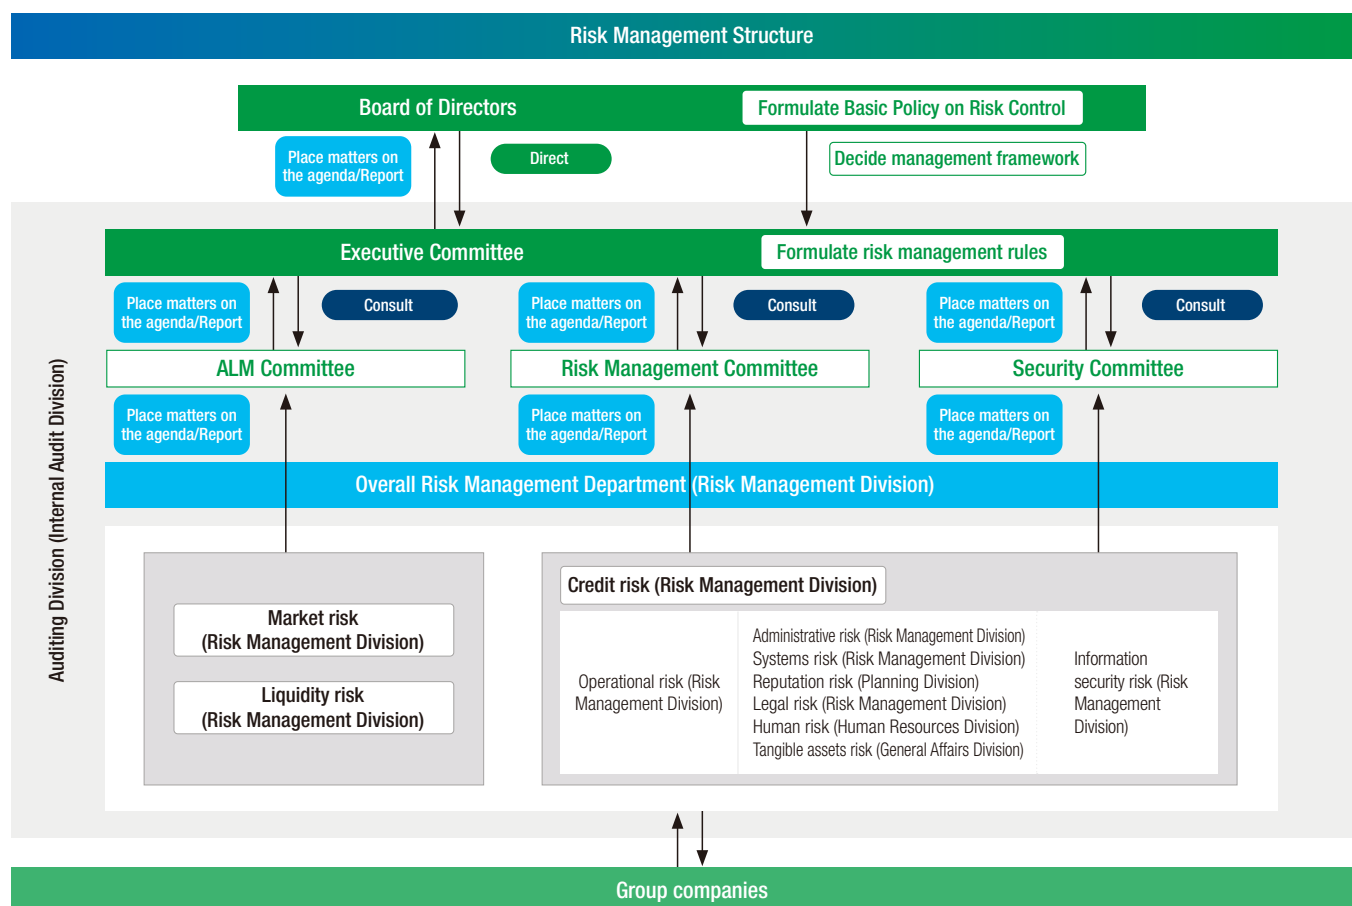 Risk Management Structure
Board of Directors
Formulate Basic Policy on Risk Control
Place matters on
the agenda/Report
Direct
Decide management framework
Executive Committee
Formulate risk management rules
Place matters on
the agenda/Report
Consult
Place matters on
the agenda/Report
Consult
Place matters on
the agenda/Report
Consult
ALM Committee
Risk Management Committee
Security Committee
Place matters on
the agenda/Report
Place matters on
the agenda/Report
Place matters on
the agenda/Report
Overall Risk Management Department (Risk Management Division)
Auditing Division (Internal Audit Division)
Market risk
(Risk Management Division)
Liquidity risk
(Risk Management Division)
Credit risk (Risk Management Division)
Operational risk (Risk
Management Division)
Administrative risk (Risk Management Division)
Systems risk (Risk Management Division)
Reputation risk (Planning Division)
Legal risk (Risk Management Division)
Human risk (Human Resources Division)
Tangible assets risk (General Affairs Division)
Information
security risk (Risk
Management
Division)
Group companies